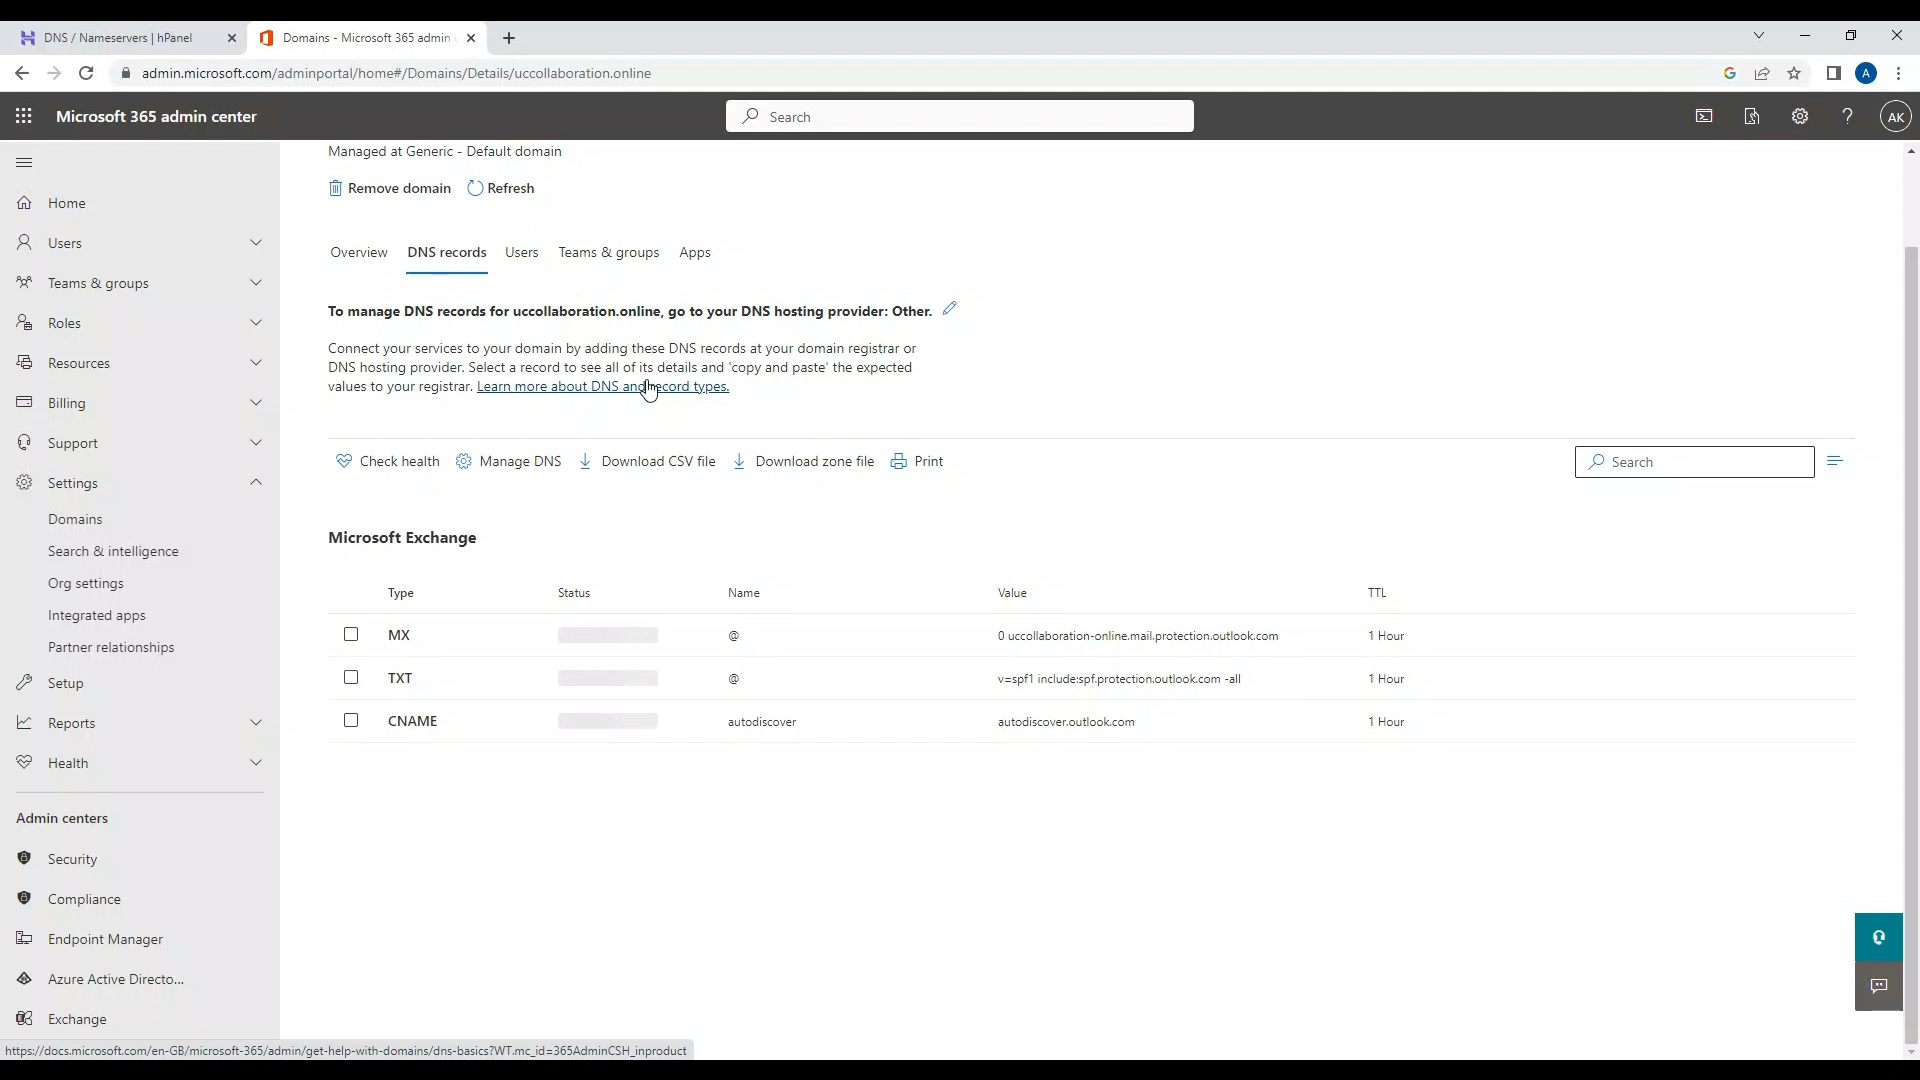 DNS / Nameservers | hPanel
Domains - Microsoft 365 admin
admin.microsoft.com/adminportal/home#/Domains/Details/uccollaboration.online
A
Microsoft 365 admin center
Search
AK
Managed at Generic - Default domain
Remove domain
Refresh
Overview
DNS records
Users
Teams & groups
Apps
To manage DNS records for uccollaboration.online, go to your DNS hosting provider: Other.
Connect your services to your domain by adding these DNS records at your domain registrar or
DNS hosting provider. Select a record to see all of its details and 'copy and paste' the expected
values to your registrar. Learn more about DNS and record types.
Check health
Manage DNS
Download CSV file
Download zone file
Print
Search
Microsoft Exchange
Type Status Name Value TTL
MX @ 0 uccollaboration-online.mail.protection.outlook.com 1 Hour
TXT @ v=spf1 include:spf.protection.outlook.com -all 1 Hour
CNAME autodiscover autodiscover.outlook.com 1 Hour
Home
Users
Teams & groups
Roles
Resources
Billing
Support
Settings
Domains
Search & intelligence
Org settings
Integrated apps
Partner relationships
Setup
Reports
Health
Admin centers
Security
Compliance
Endpoint Manager
Azure Active Directo...
Exchange
https://docs.microsoft.com/en-GB/microsoft-365/admin/get-help-with-domains/dns-basics?WT.mc_id=365AdminCSH_inproduct